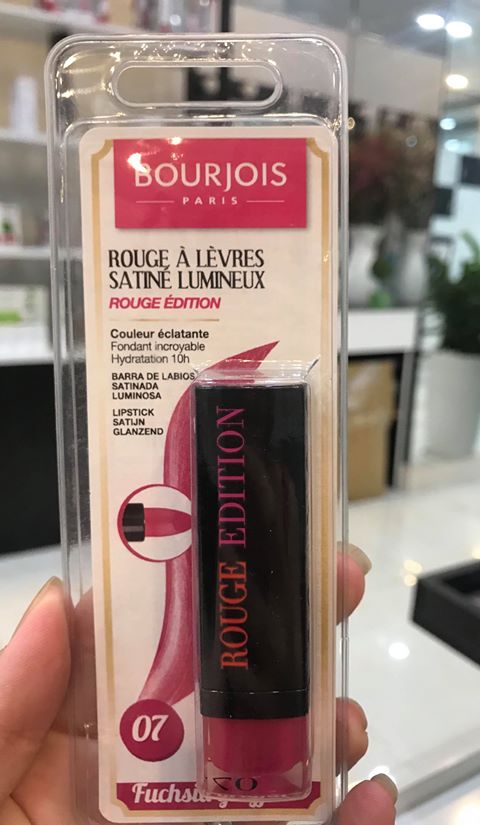 BOURJOIS
PARIS
ROUGE À LÈVRES
SATINÉ LUMINEUX
ROUGE ÉDITION
Couleur éclatante
Fondant incroyable
Hydratation 10h
BARRA DE LABIOS
SATINADA
LUMINOSA
LIPSTICK
SATIJN
GLANZEND
ROUGE EDITION
07
Fuchsia